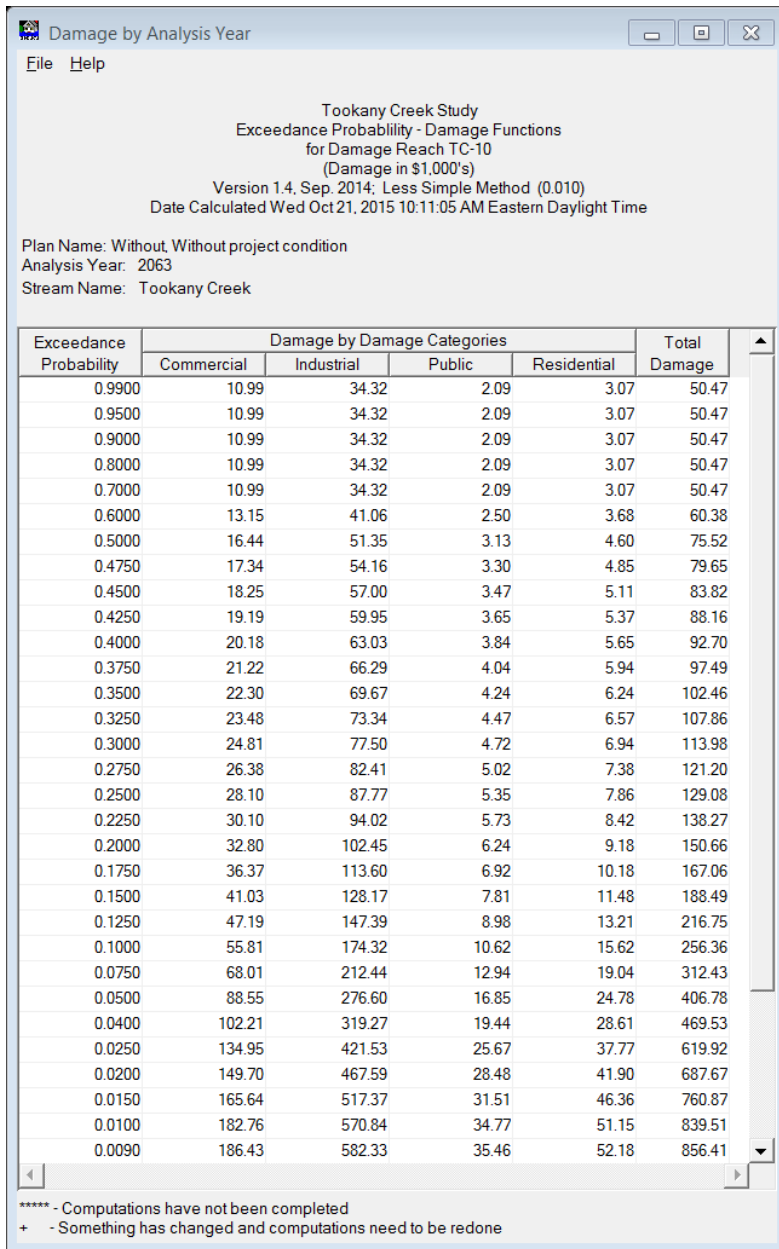 Damage by Analysis Year
File Help
Tookany Creek Study
Exceedance Probablility - Damage Functions
for Damage Reach TC-10
(Damage in $1,000's)
Version 1.4, Sep. 2014; Less Simple Method (0.010)
Date Calculated Wed Oct 21, 2015 10:11:05 AM Eastern Daylight Time
Plan Name: Without, Without project condition
Analysis Year: 2063
Stream Name: Tookany Creek
Exceedance Damage by Damage Categories Total
Probability Commercial Industrial Public Residential Damage
0.9900 10.99 34.32 2.09 3.07 50.47
0.9500 10.99 34.32 2.09 3.07 50.47
0.9000 10.99 34.32 2.09 3.07 50.47
0.8000 10.99 34.32 2.09 3.07 50.47
0.7000 10.99 34.32 2.09 3.07 50.47
0.6000 13.15 41.06 2.50 3.68 60.38
0.5000 16.44 51.35 3.13 4.60 75.52
0.4750 17.34 54.16 3.30 4.85 79.65
0.4500 18.25 57.00 3.47 5.11 83.82
0.4250 19.19 59.95 3.65 5.37 88.16
0.4000 20.18 63.03 3.84 5.65 92.70
0.3750 21.22 66.29 4.04 5.94 97.49
0.3500 22.30 69.67 4.24 6.24 102.46
0.3250 23.48 73.34 4.47 6.57 107.86
0.3000 24.81 77.50 4.72 6.94 113.98
0.2750 26.38 82.41 5.02 7.38 121.20
0.2500 28.10 87.77 5.35 7.86 129.08
0.2250 30.10 94.02 5.73 8.42 138.27
0.2000 32.80 102.45 6.24 9.18 150.66
0.1750 36.37 113.60 6.92 10.18 167.06
0.1500 41.03 128.17 7.81 11.48 188.49
0.1250 47.19 147.39 8.98 13.21 216.75
0.1000 55.81 174.32 10.62 15.62 256.36
0.0750 68.01 212.44 12.94 19.04 312.43
0.0500 88.55 276.60 16.85 24.78 406.78
0.0400 102.21 319.27 19.44 28.61 469.53
0.0250 134.95 421.53 25.67 37.77 619.92
0.0200 149.70 467.59 28.48 41.90 687.67
0.0150 165.64 517.37 31.51 46.36 760.87
0.0100 182.76 570.84 34.77 51.15 839.51
0.0090 186.43 582.33 35.46 52.18 856.41
***** - Computations have not been completed
+ - Something has changed and computations need to be redone